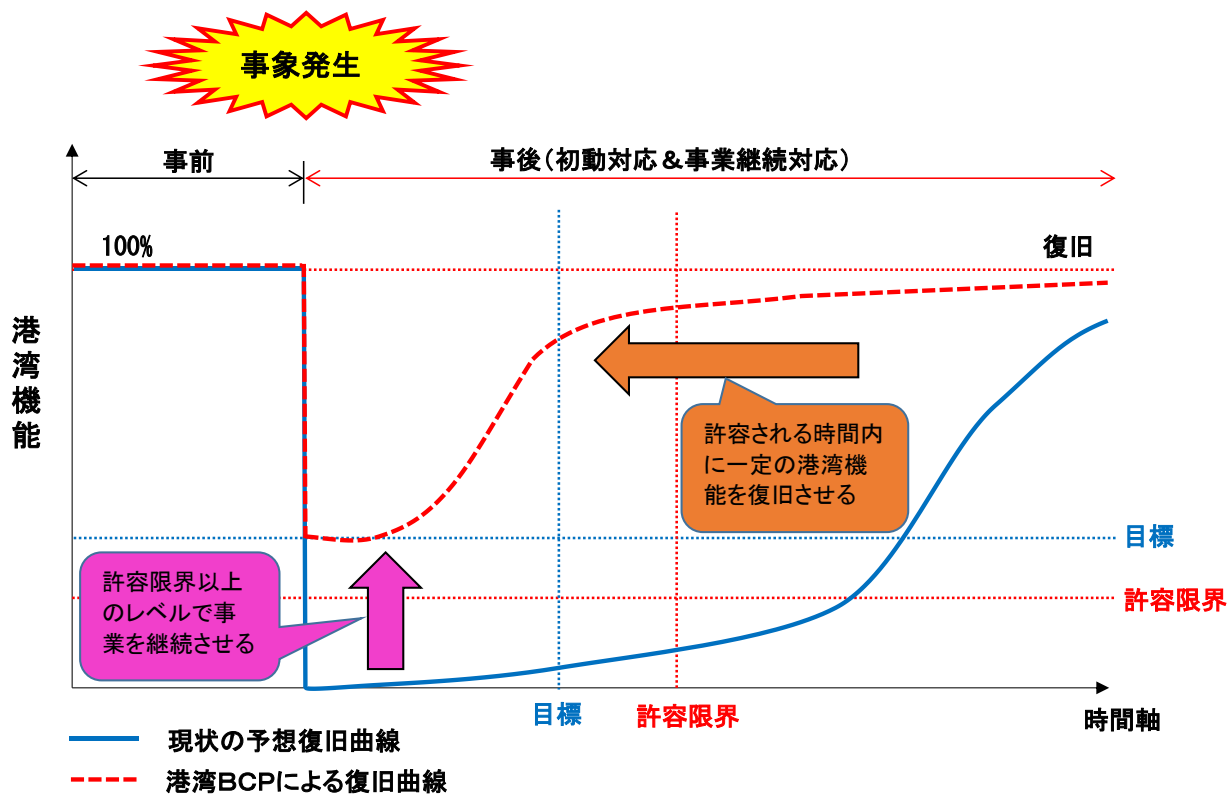 事象発生
事前
事後(初動対応&事業継続対応)
100%
復旧
港湾機能
許容される時間内
に一定の港湾機
能を復旧させる
目標
許容限界以上
のレベルで事
業を継続させる
許容限界
目標
許容限界
時間軸
現状の予想復旧曲線
港湾BCPによる復旧曲線